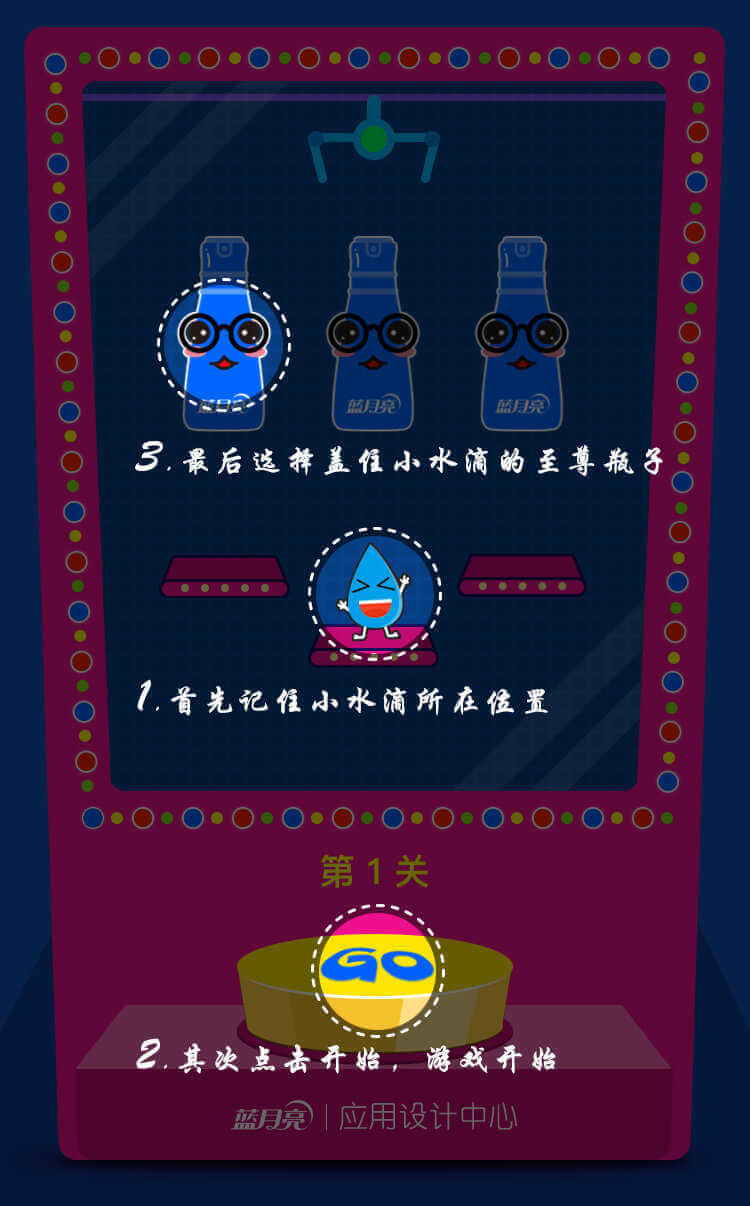 蓝月亮
蓝月亮
蓝月亮
3.最后选择盖住小水滴的至尊瓶子
1.首先记住小水滴所在位置
第1关
GO
2.其次点击开始，游戏开始
蓝月亮|应用设计中心